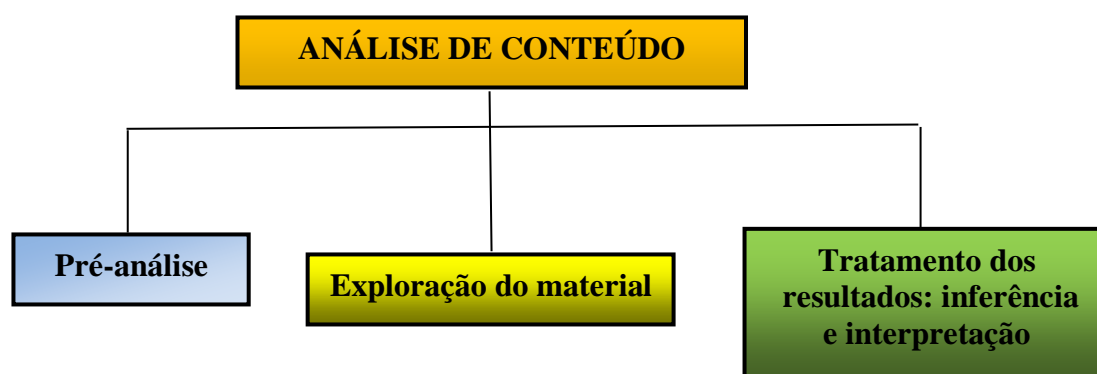 ANÁLISE DE CONTEÚDO
Pré-análise
Exploração do material
Tratamento dos
resultados: inferência
e interpretação